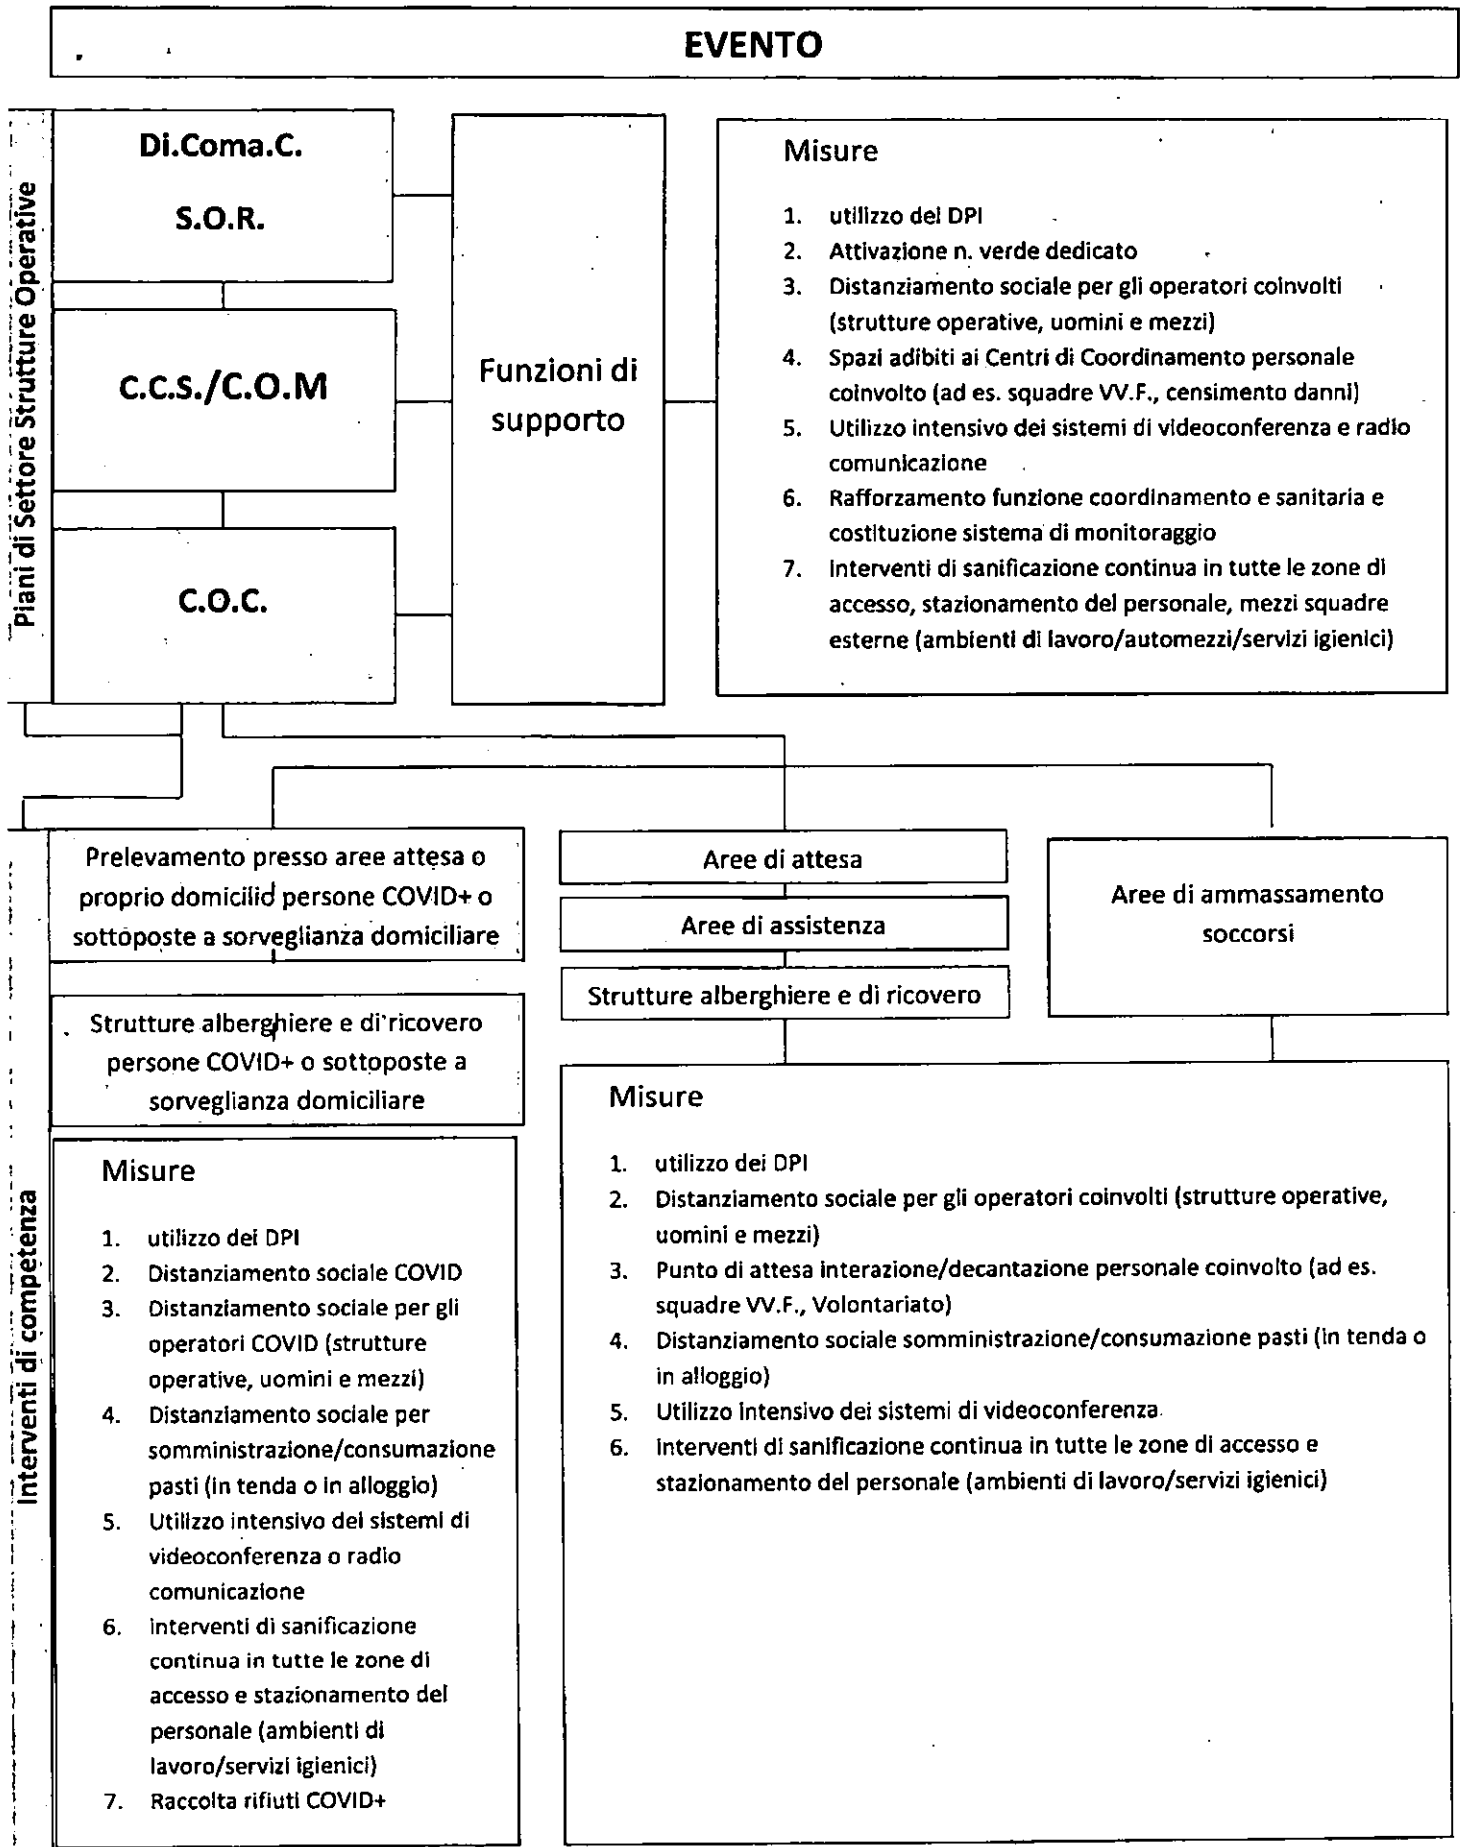 EVENTO
Piani di Settore Strutture Operative
Di.Coma.C.
S.O.R.
C.C.S./C.O.M
C.O.C.
Funzioni di
supporto
Misure
1. utilizzo dei DPI
2. Attivazione n. verde dedicato
3. Distanziamento sociale per gli operatori coinvolti
(strutture operative, uomini e mezzi)
4. Spazi adibiti ai Centri di Coordinamento personale
coinvolto (ad es. squadre VV.F., censimento danni)
5. Utilizzo intensivo dei sistemi di videoconferenza e radio
comunicazione
6. Rafforzamento funzione coordinamento e sanitaria e
costituzione sistema di monitoraggio
7. Interventi di sanificazione continua in tutte le zone di
accesso, stazionamento del personale, mezzi squadre
esterne (ambienti di lavoro/automezzi/servizi igienici)
Interventi di competenza
Prelevamento presso aree attesa o
proprio domicilio persone COVID+ o
sottoposte a sorveglianza domiciliare
Strutture alberghiere e di ricovero
persone COVID+ o sottoposte a
sorveglianza domiciliare
Misure
1. utilizzo dei DPI
2. Distanziamento sociale COVID
3. Distanziamento sociale per gli
operatori COVID (strutture
operative, uomini e mezzi)
4. Distanziamento sociale per
somministrazione/consumazione
pasti (in tenda o in alloggio)
5. Utilizzo intensivo dei sistemi di
videoconferenza o radio
comunicazione
6. interventi di sanificazione
continua in tutte le zone di
accesso e stazionamento del
personale (ambienti di
lavoro/servizi igienici)
7. Raccolta rifiuti COVID+
Aree di attesa
Aree di assistenza
Strutture alberghiere e di ricovero
Aree di ammassamento
soccorsi
Misure
1. utilizzo dei DPI
2. Distanziamento sociale per gli operatori coinvolti (strutture operative,
uomini e mezzi)
3. Punto di attesa interazione/decantazione personale coinvolto (ad es.
squadre VV.F., Volontariato)
4. Distanziamento sociale somministrazione/consumazione pasti (in tenda o
in alloggio)
5. Utilizzo intensivo dei sistemi di videoconferenza
6. interventi di sanificazione continua in tutte le zone di accesso e
stazionamento del personale (ambienti di lavoro/servizi igienici)